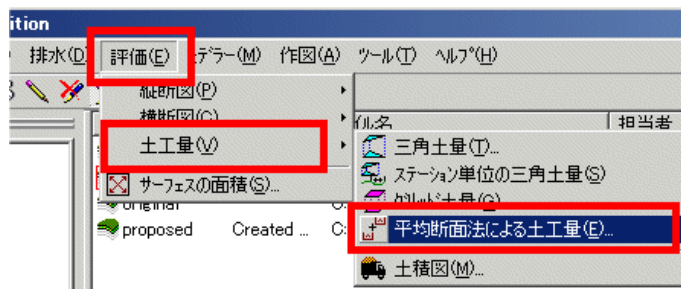 ition
排水(D)
評価(E)
モデラー(M)
作図(A)
ツール(T)
ヘルプ(H)
縦断図(P)
横断図(C)
土工量(V)
サーフェスの面積(S)...
original
proposed Created ... C:
イル名
担当者
三角土量(T)...
ステーション単位の三角土量(S)
グリッド土量(G)...
平均断面法による土工量(E)...
土積図(M)...